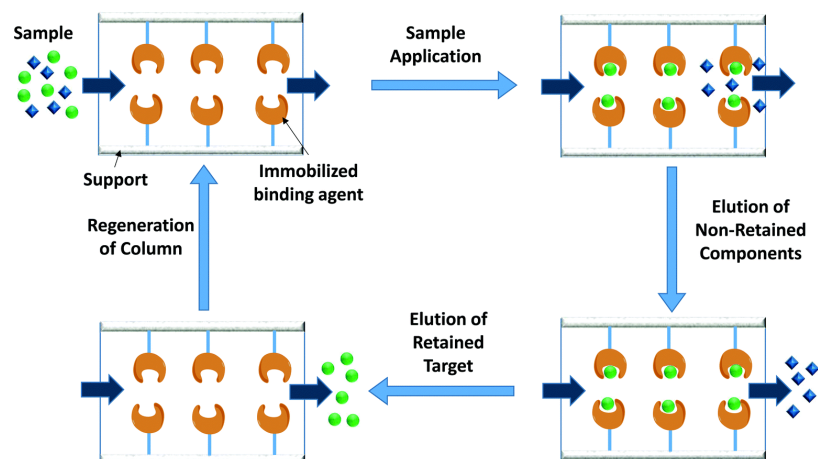 Sample
Sample
Application
Support
Immobilized
binding agent
Regeneration
of Column
Elution of
Non-Retained
Components
Elution of
Retained
Target